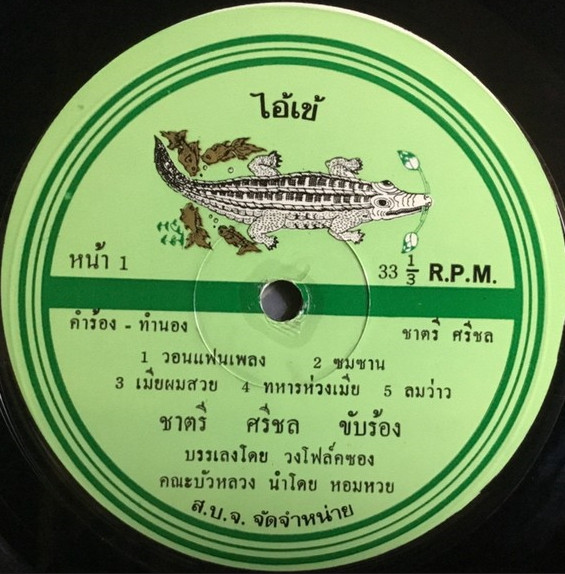 ไอ้เข้
หน้า 1
33 1/3 R.P.M.
คำร้อง - ทำนอง ชาตรี ศรีชล
1 วอนแฟนเพลง 2 ซมซาน
3 เมียผมสวย 4 ทหารห่วงเมีย 5 ลมว่าว
ชาตรี ศรีชล ขับร้อง
บรรเลงโดย วงโฟล์คซอง
คณะบัวหลวง นำโดย หอมหวย
ส.บ.จ. จัดจำหน่าย